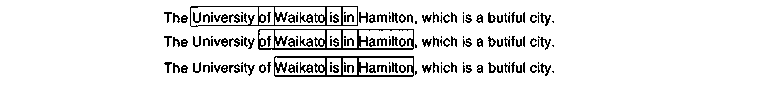 The University of Waikato is in Hamilton, which is a butiful city.
The University of Waikato is in Hamilton, which is a butiful city.
The University of Waikato is in Hamilton, which is a butiful city.